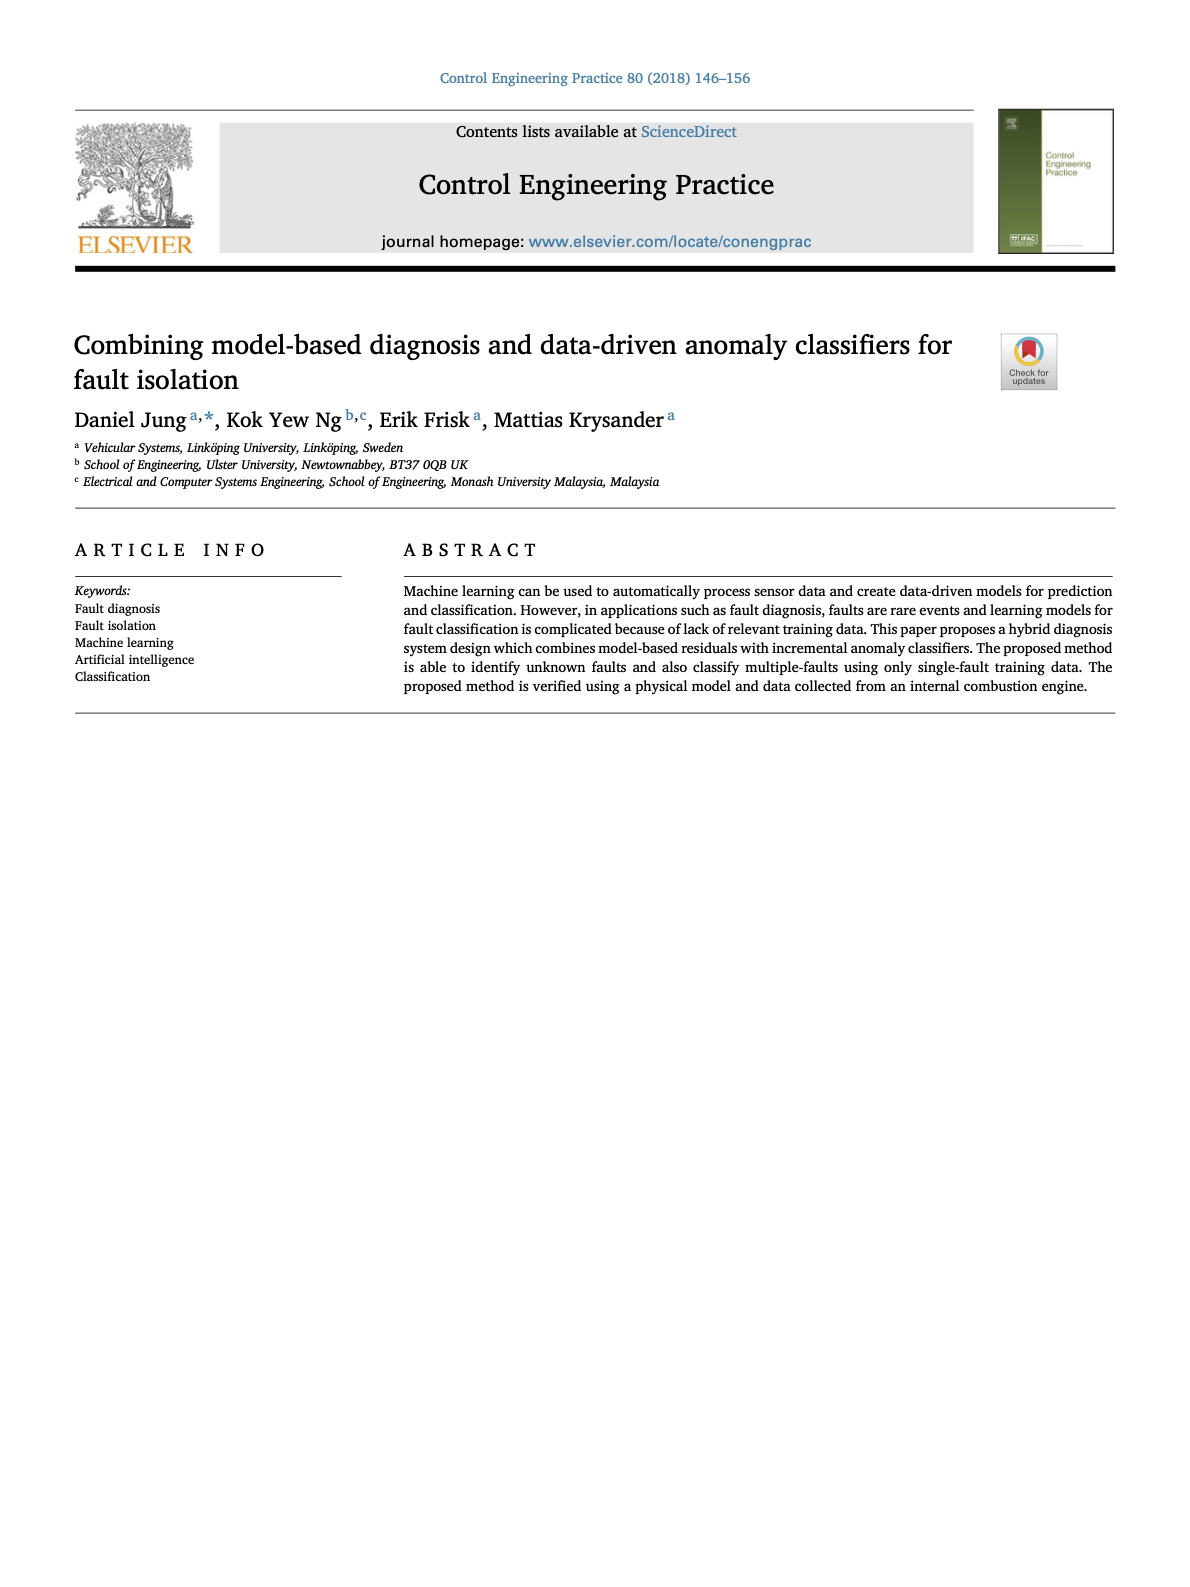 Control Engineering Practice 80 (2018) 146–156
Contents lists available at ScienceDirect
Control Engineering Practice
journal homepage: www.elsevier.com/locate/conengprac
ELSEVIER
Control
Engineering
Practice
IFAC
Combining model-based diagnosis and data-driven anomaly classifiers for
fault isolation
Check for
updates
Daniel Jung a,*, Kok Yew Ng b,c, Erik Frisk a, Mattias Krysander a
a Vehicular Systems, Linköping University, Linköping, Sweden
b School of Engineering, Ulster University, Newtownabbey, BT37 0QB UK
c Electrical and Computer Systems Engineering, School of Engineering, Monash University Malaysia, Malaysia
ARTICLE INFO
Keywords:
Fault diagnosis
Fault isolation
Machine learning
Artificial intelligence
Classification
ABSTRACT
Machine learning can be used to automatically process sensor data and create data-driven models for prediction
and classification. However, in applications such as fault diagnosis, faults are rare events and learning models for
fault classification is complicated because of lack of relevant training data. This paper proposes a hybrid diagnosis
system design which combines model-based residuals with incremental anomaly classifiers. The proposed method
is able to identify unknown faults and also classify multiple-faults using only single-fault training data. The
proposed method is verified using a physical model and data collected from an internal combustion engine.